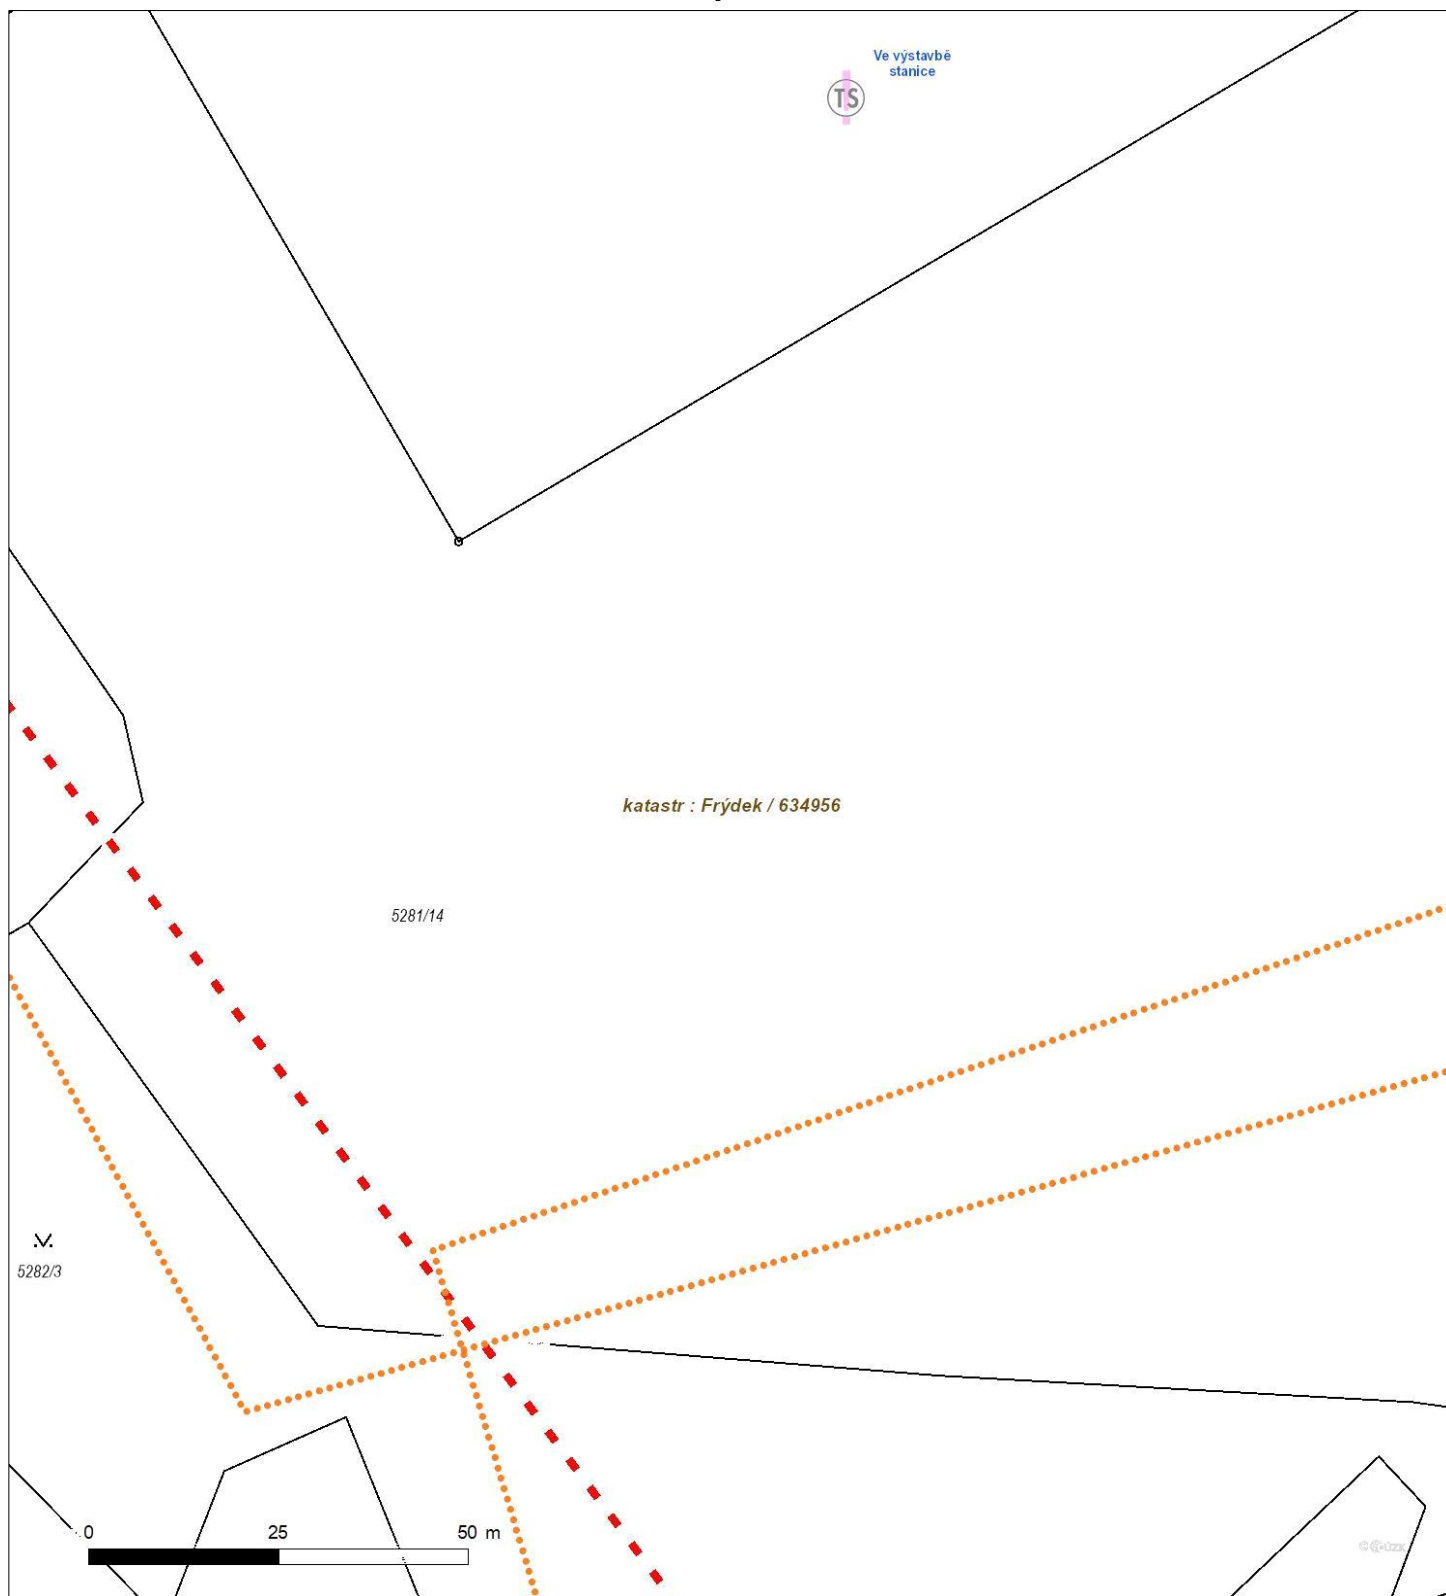 Ve výstavbě
stanice
TS
katastr : Frýdek / 634956
5281/14
5282/3
0 25 50 m